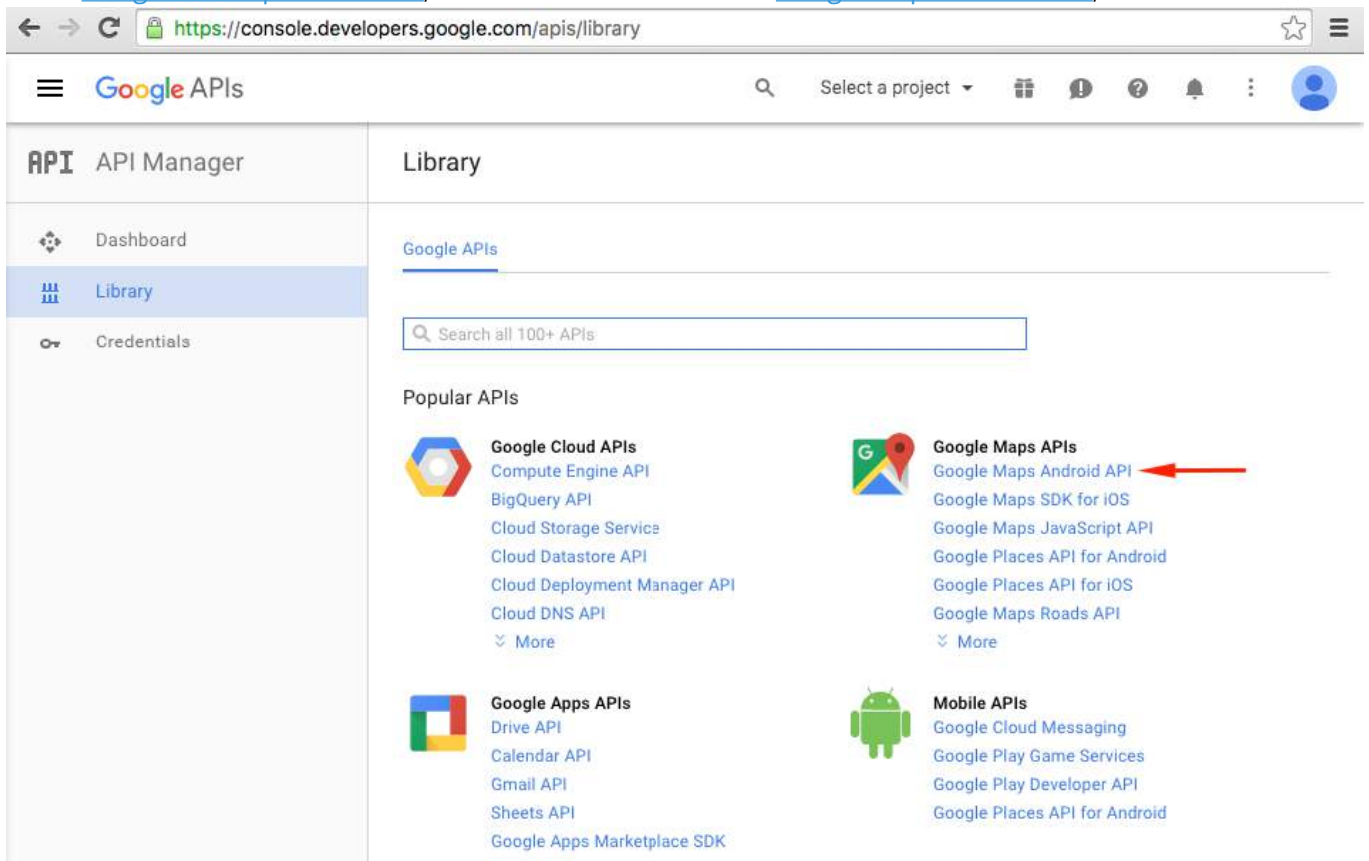 https://console.developers.google.com/apis/library
Google APIs
Select a project
API API Manager
Library
Dashboard
Library
Credentials
Google APIs
Search all 100+ APIs
Popular APIs
Google Cloud APIs
Compute Engine API
BigQuery API
Cloud Storage Service
Cloud Datastore API
Cloud Deployment Manager API
Cloud DNS API
More
G
Google Maps APIs
Google Maps Android API
Google Maps SDK for iOS
Google Maps JavaScript API
Google Places API for Android
Google Places API for iOS
Google Maps Roads API
More
Google Apps APIs
Drive API
Calendar API
Gmail API
Sheets API
Google Apps Marketplace SDK
Mobile APIs
Google Cloud Messaging
Google Play Game Services
Google Play Developer API
Google Places API for Android